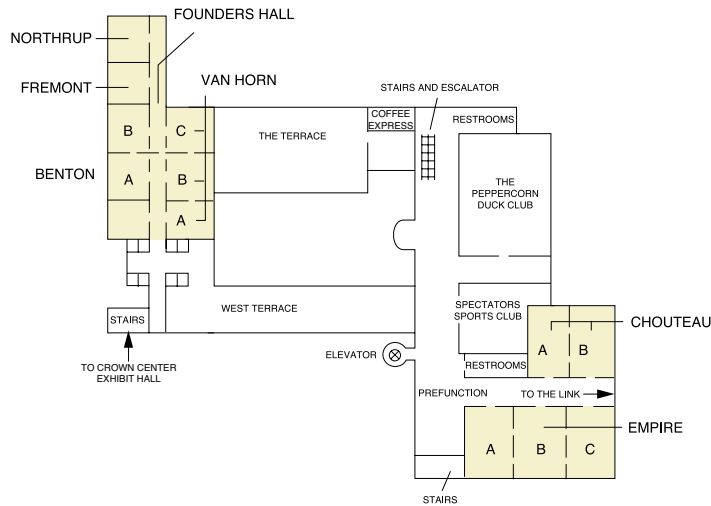 FOUNDERS HALL
NORTHRUP
FREMONT
VAN HORN
STAIRS AND ESCALATOR
COFFEE
EXPRESS
RESTROOMS
B
C
THE TERRACE
BENTON
A
B
THE
PEPPERCORN
DUCK CLUB
A
WEST TERRACE
SPECTATORS
SPORTS CLUB
STAIRS
CHOUTEAU
A
B
ELEVATOR
TO CROWN CENTER
EXHIBIT HALL
RESTROOMS
PREFUNCTION
TO THE LINK
EMPIRE
A
B
C
STAIRS